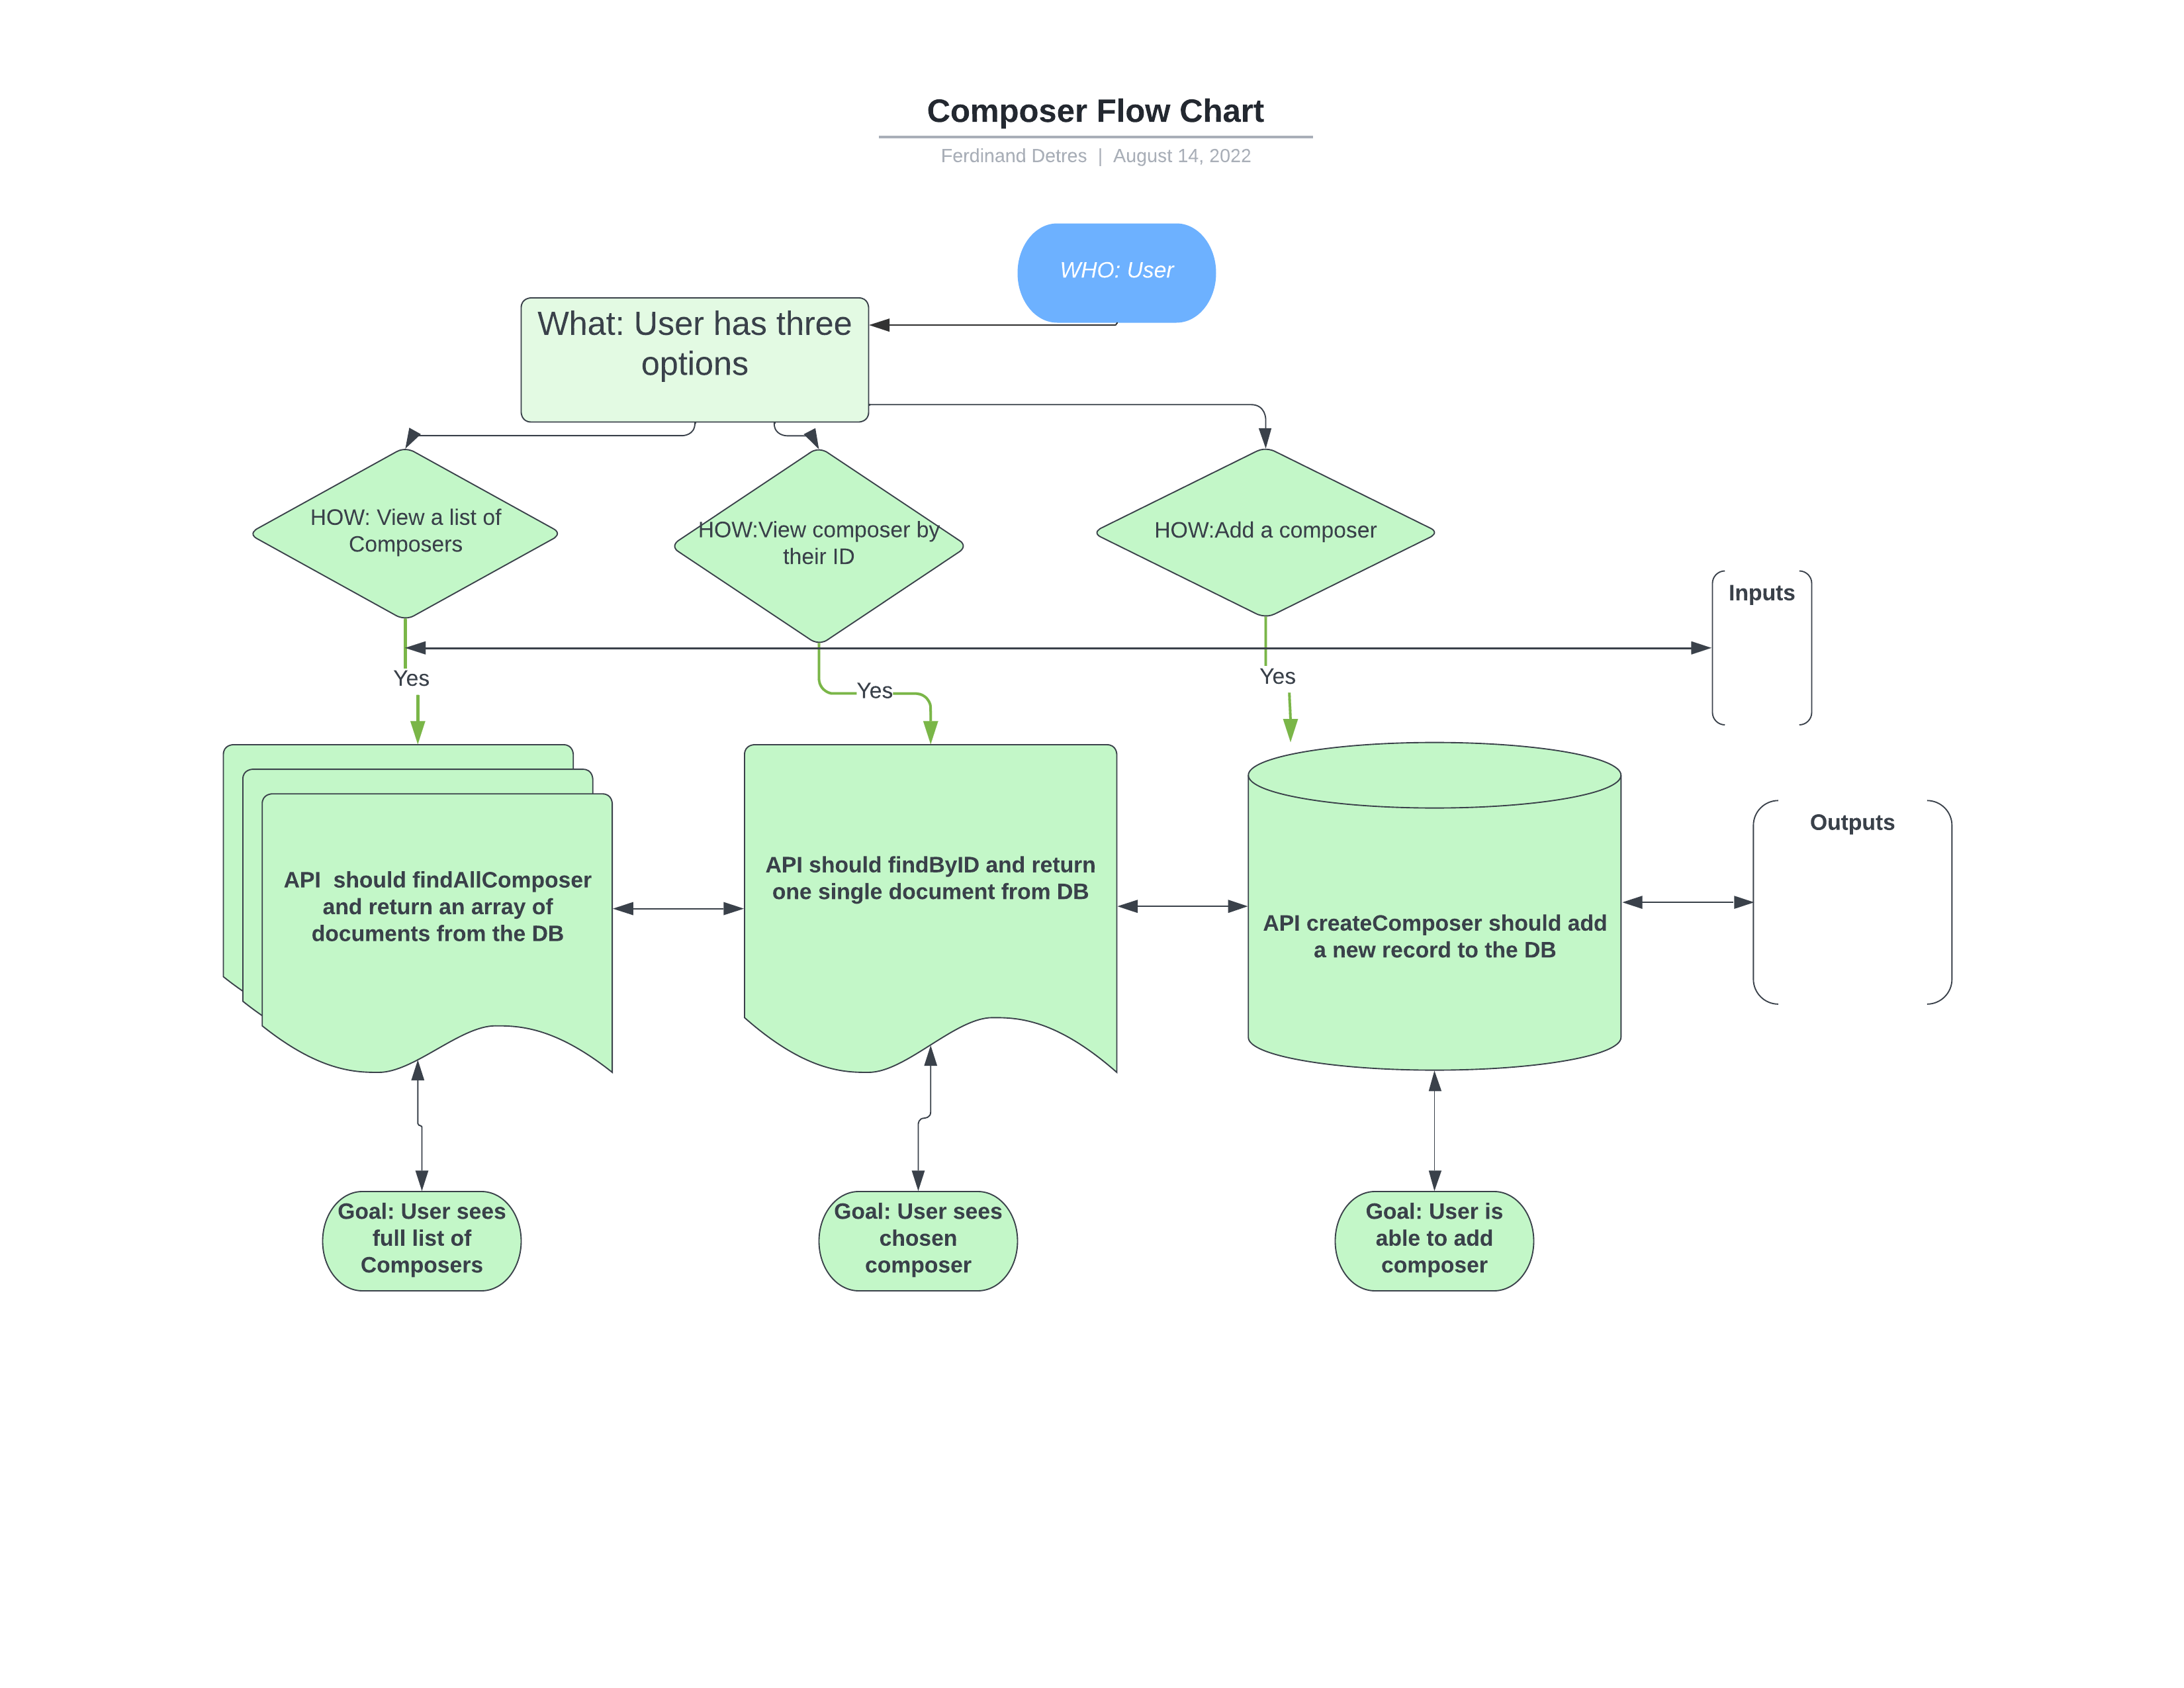 Composer Flow Chart
Ferdinand Detres | August 14, 2022
WHO: User
What: User has three
options
HOW: View a list of
Composers
HOW:View composer by
their ID
HOW:Add a composer
Inputs
Yes
Yes
Yes
Outputs
API  should findAllComposer
and return an array of
documents from the DB
API should findByID and return
one single document from DB
API createComposer should add
a new record to the DB
Goal: User sees
full list of
Composers
Goal: User sees
chosen
composer
Goal: User is
able to add
composer